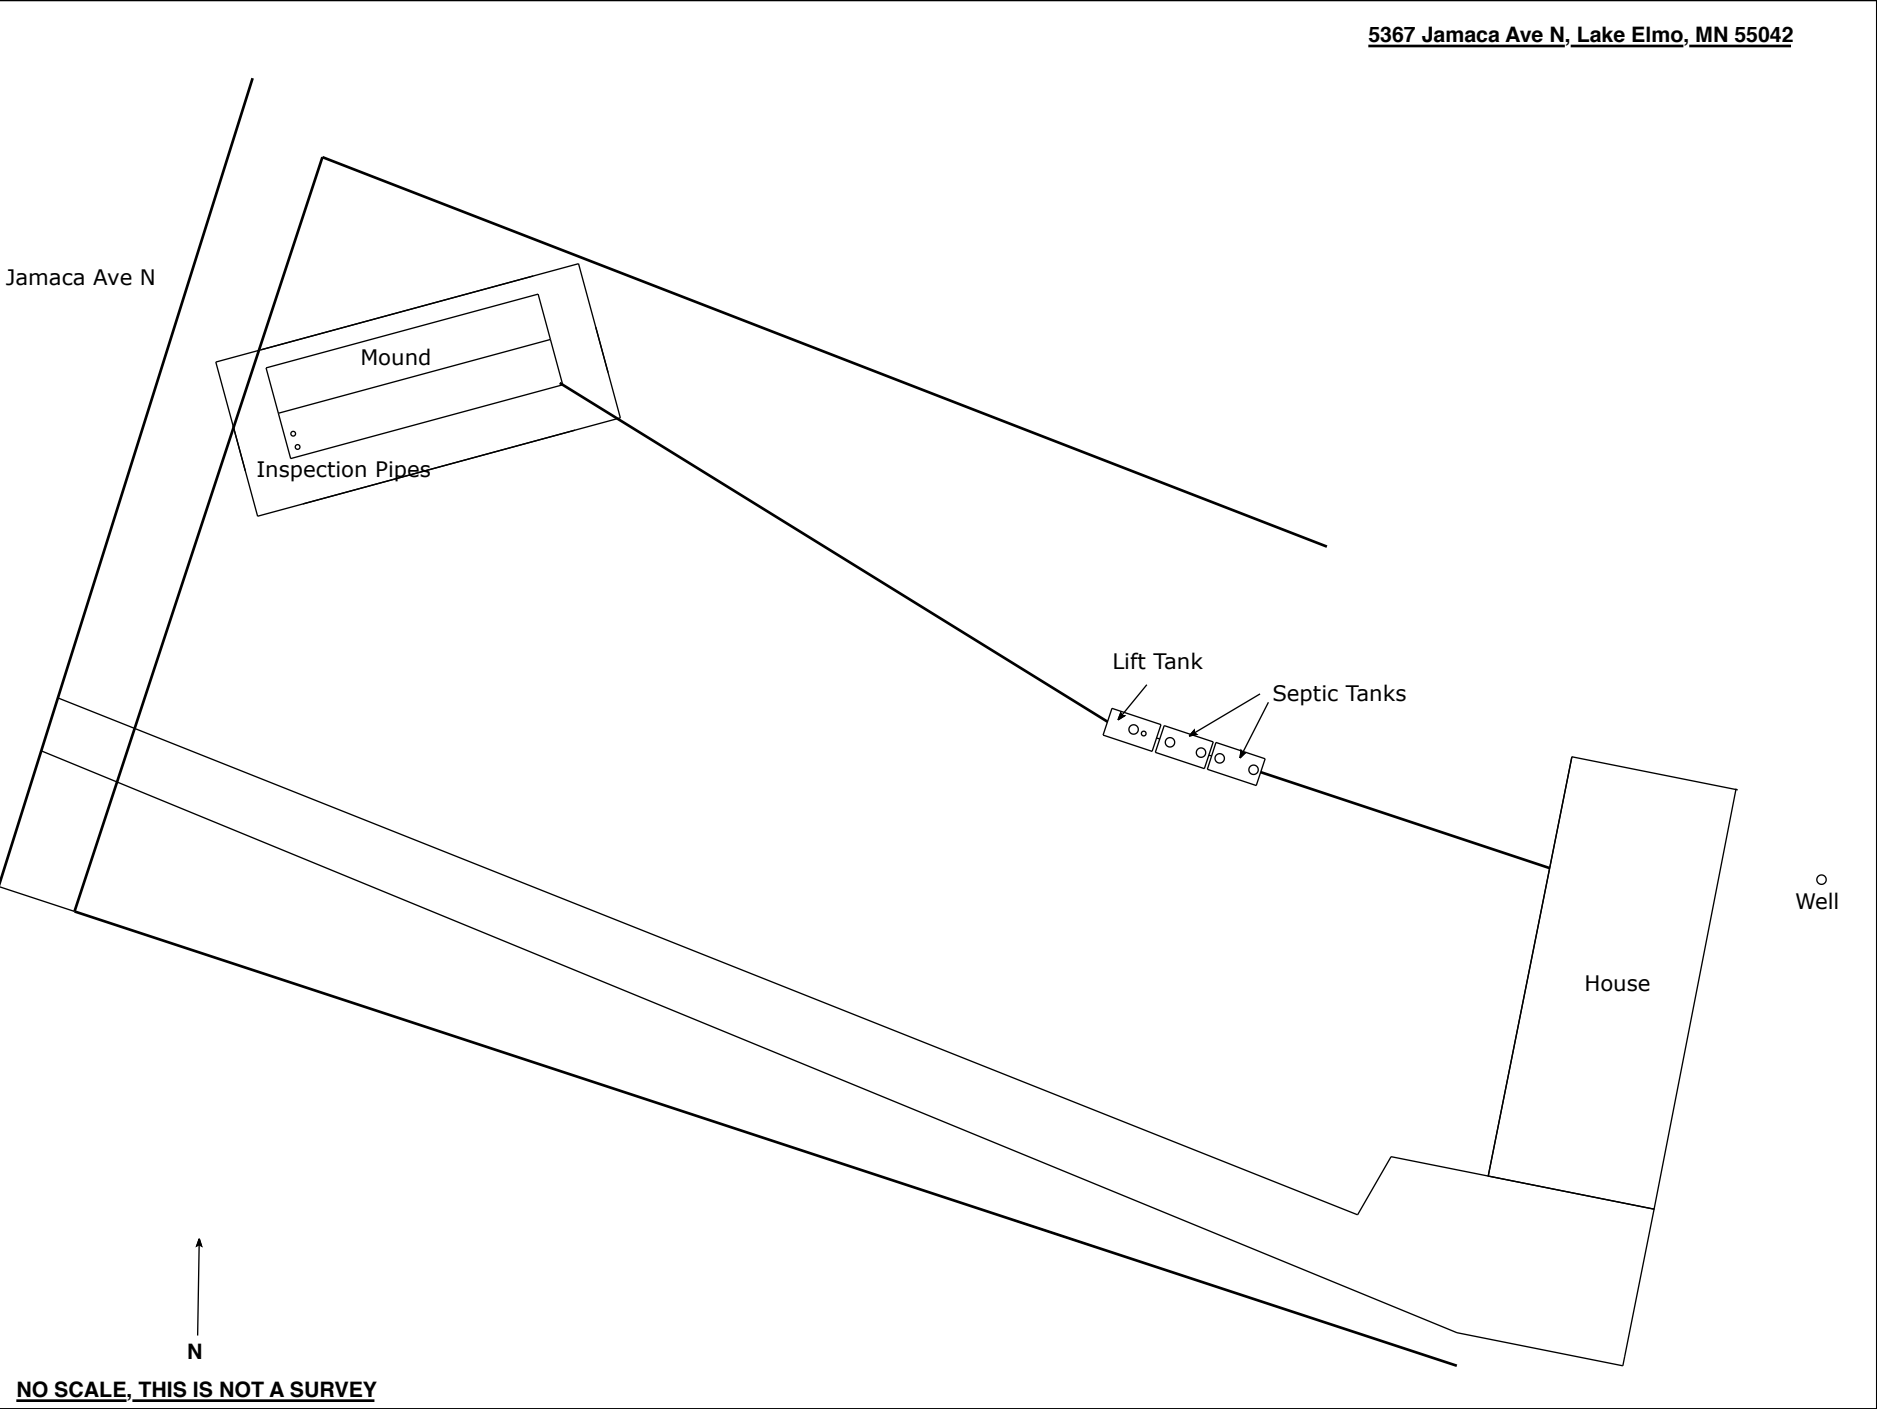 5367 Jamaca Ave N, Lake Elmo, MN 55042
Jamaca Ave N
Mound
Inspection Pipes
Lift Tank
Septic Tanks
Well
House
N
NO SCALE, THIS IS NOT A SURVEY